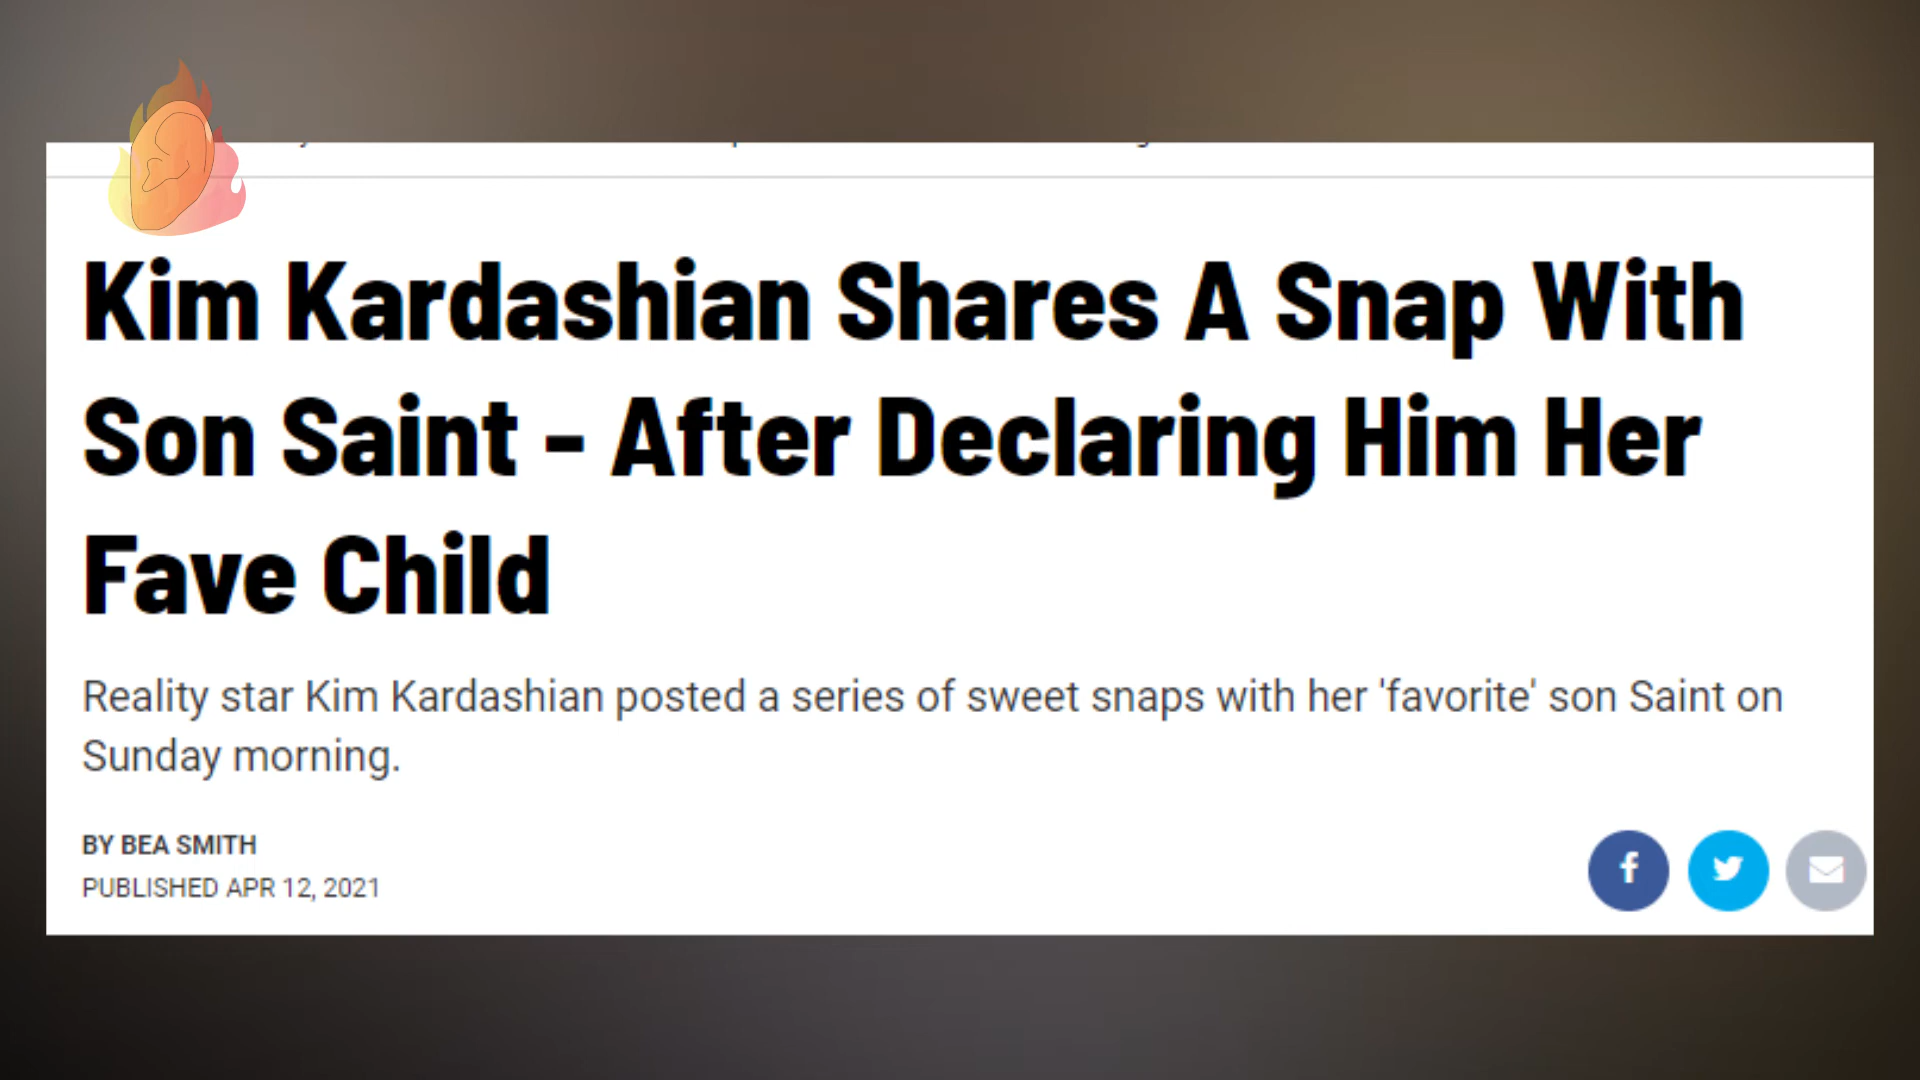 Kim Kardashian Shares A Snap With
Son Saint - After Declaring Him Her
Fave Child
Reality star Kim Kardashian posted a series of sweet snaps with her 'favorite' son Saint on
Sunday morning.
BY BEA SMITH
PUBLISHED APR 12, 2021